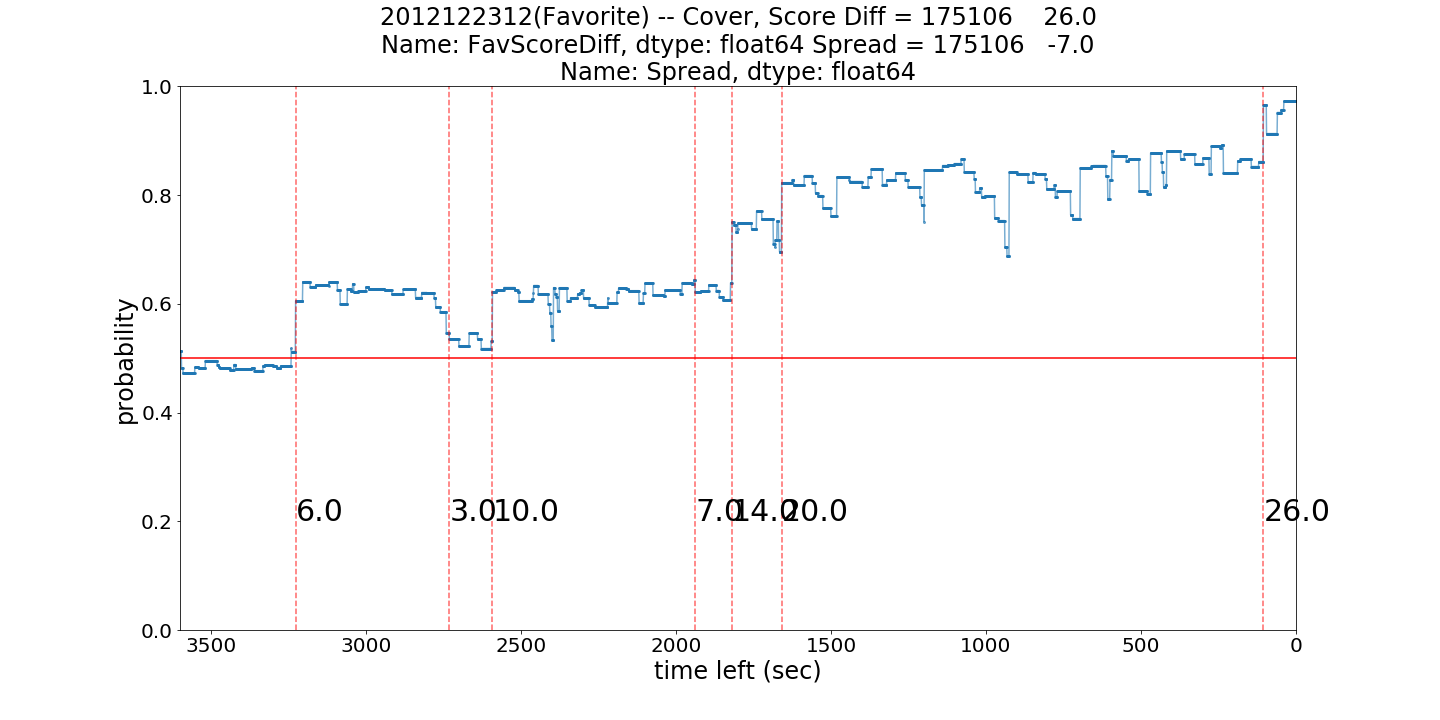 2012122312(Favorite) -- Cover, Score Diff = 175106    26.0
Name: FavScoreDiff, dtype: float64 Spread = 175106   -7.0
Name: Spread, dtype: float64
1.0
0.8
0.6
0.4
0.2
0.0
probability
6.0
3.0
10.0
7.0
14.0
20.0
26.0
3500 3000 2500 2000 1500 1000 500 0
time left (sec)